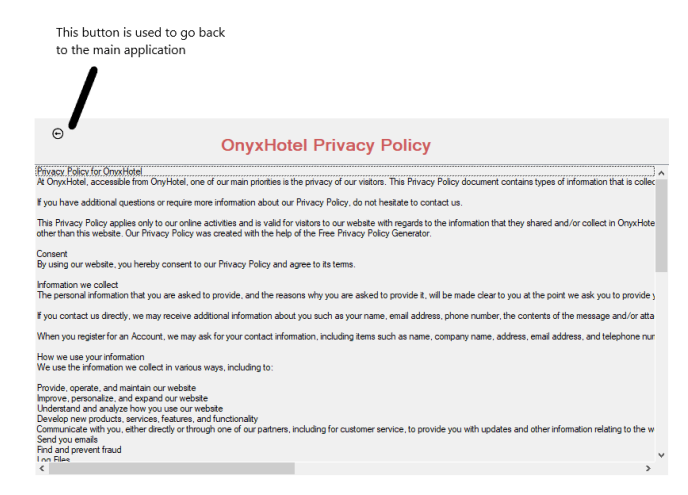 This button is used to go back
to the main application
OnyxHotel Privacy Policy
Privacy Policy for OnyxHotel
At OnyxHotel, accessible from OnyHotel, one of our main priorities is the privacy of our visitors. This Privacy Policy document contains types of information that is collec
If you have additional questions or require more information about our Privacy Policy, do not hesitate to contact us.
This Privacy Policy applies only to our online activities and is valid for visitors to our website with regards to the information that they shared and/or collect in OnyxHote
other than this website. Our Privacy Policy was created with the help of the Free Privacy Policy Generator.
Consent
By using our website, you hereby consent to our Privacy Policy and agree to its terms.
Information we collect
The personal information that you are asked to provide, and the reasons why you are asked to provide it, will be made clear to you at the point we ask you to provide y
If you contact us directly, we may receive additional information about you such as your name, email address, phone number, the contents of the message and/or atta
When you register for an Account, we may ask for your contact information, including items such as name, company name, address, email address, and telephone nur
How we use your information
We use the information we collect in various ways, including to:
Provide, operate, and maintain our website
Improve, personalize, and expand our website
Understand and analyze how you use our website
Develop new products, services, features, and functionality
Communicate with you, either directly or through one of our partners, including for customer service, to provide you with updates and other information relating to the w
Send you emails
Find and prevent fraud
Log Files